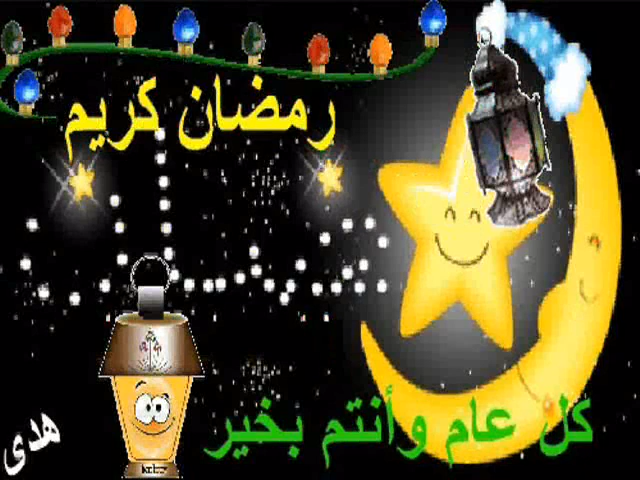 رمضان كريم
كل عام وأنتم بخير
هدى